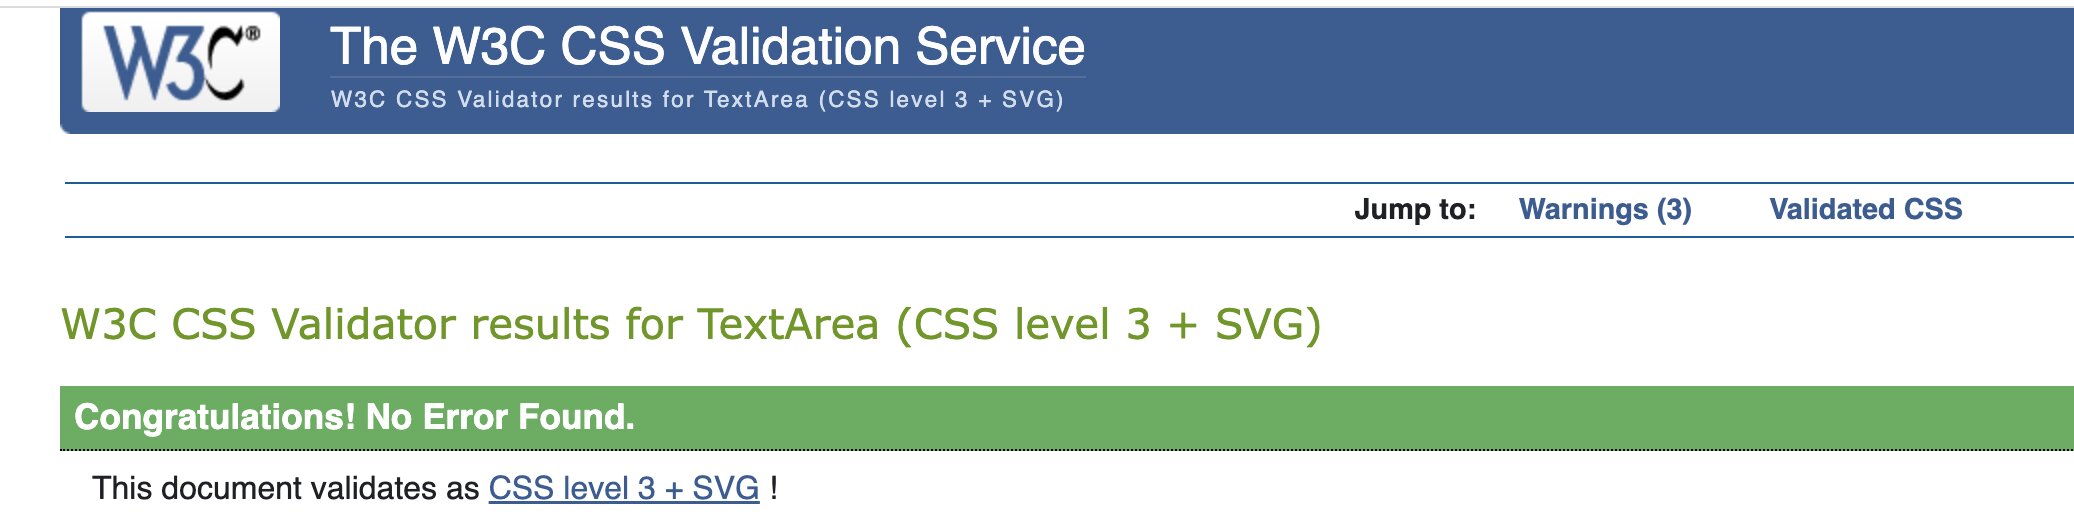 W3C®
The W3C CSS Validation Service
W3C CSS Validator results for TextArea (CSS level 3 + SVG)
Jump to: Warnings (3) Validated CSS
W3C CSS Validator results for TextArea (CSS level 3 + SVG)
Congratulations! No Error Found.
This document validates as CSS level 3 + SVG !